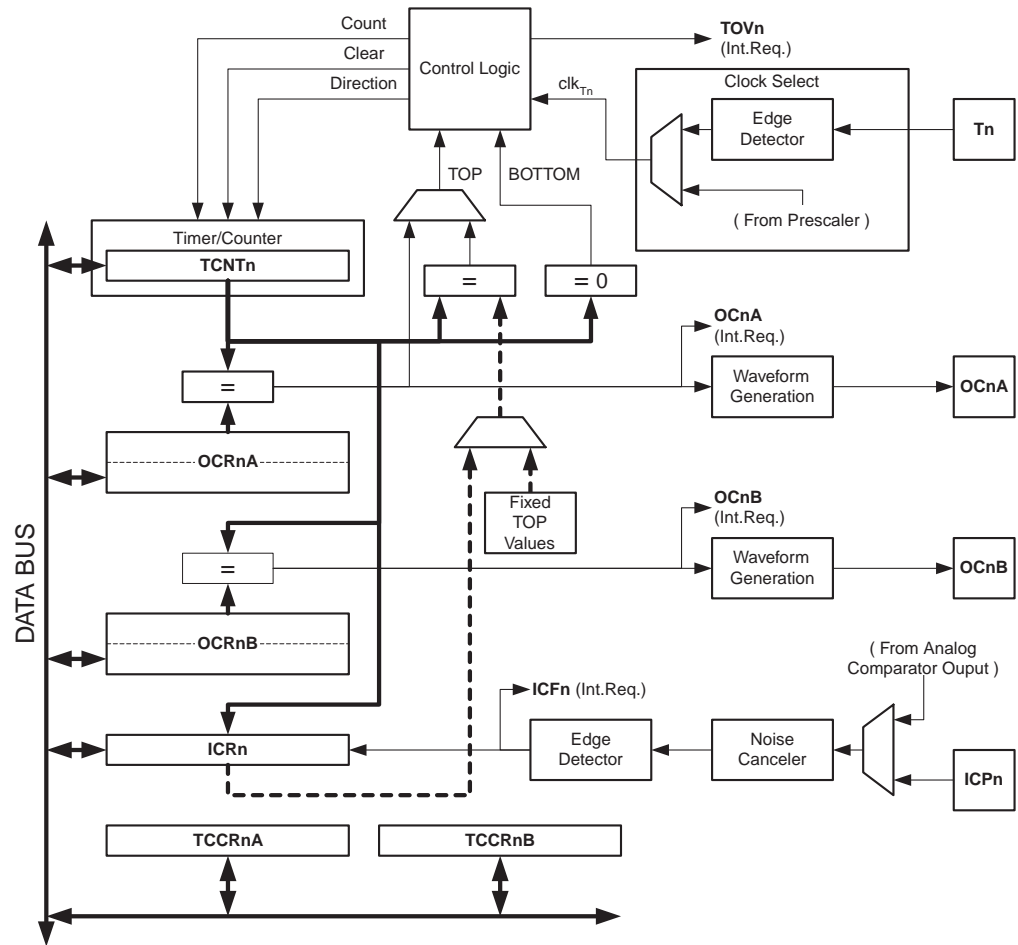 Count
Clear
Direction
Control Logic
TOVn
(Int.Req.)
clkTn
Clock Select
Edge
Detector
Tn
( From Prescaler )
TOP
BOTTOM
Timer/Counter
TCNTn
=
= 0
OCnA
(Int.Req.)
=
Waveform
Generation
OCnA
OCRnA
Fixed
TOP
Values
OCnB
(Int.Req.)
=
Waveform
Generation
OCnB
OCRnB
DATA BUS
( From Analog
Comparator Ouput )
ICFn (Int.Req.)
ICRn
Edge
Detector
Noise
Canceler
ICPn
TCCRnA
TCCRnB